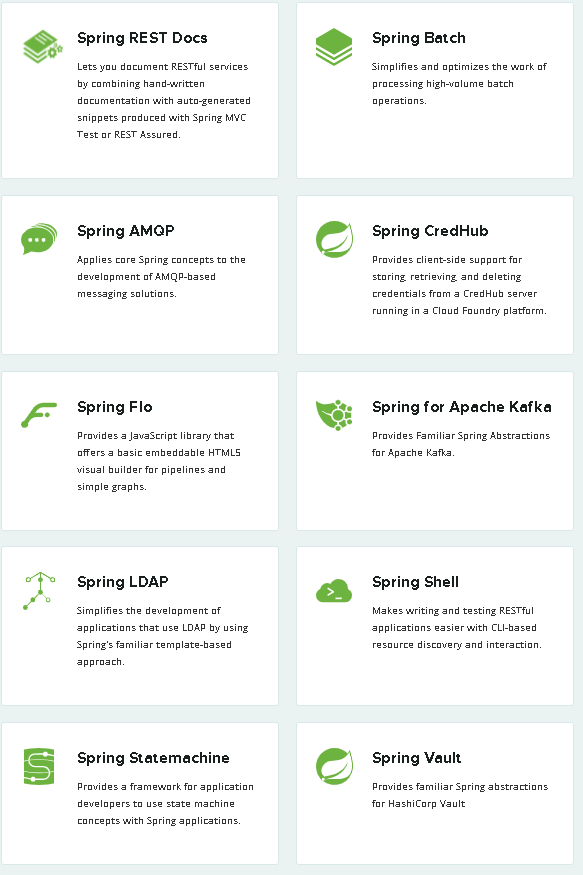 Spring REST Docs
Lets you document RESTful services
by combining hand-written
documentation with auto-generated
snippets produced with Spring MVC
Test or REST Assured.
Spring Batch
Simplifies and optimizes the work of
processing high-volume batch
operations.
Spring AMQP
Applies core Spring concepts to the
development of AMQP-based
messaging solutions.
Spring CredHub
Provides client-side support for
storing, retrieving, and deleting
credentials from a CredHub server
running in a Cloud Foundry platform.
Spring Flo
Provides a JavaScript library that
offers a basic embeddable HTML5
visual builder for pipelines and
simple graphs.
Spring for Apache Kafka
Provides Familiar Spring Abstractions
for Apache Kafka.
Spring LDAP
Simplifies the development of
applications that use LDAP by using
Spring's familiar template-based
approach.
Spring Shell
Makes writing and testing RESTful
applications easier with CLI-based
resource discovery and interaction.
Spring Statemachine
Provides a framework for application
developers to use state machine
concepts with Spring applications.
Spring Vault
Provides familiar Spring abstractions
for HashiCorp Vault